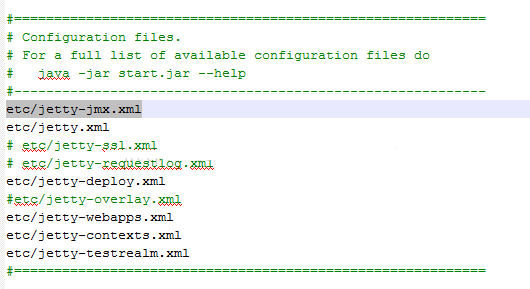 #===========================================================
# Configuration files.
# For a full list of available configuration files do
#   java -jar start.jar --help
#-----------------------------------------------------------
etc/jetty-jmx.xml
etc/jetty.xml
# etc/jetty-ssl.xml
# etc/jetty-requestlog.xml
etc/jetty-deploy.xml
#etc/jetty-overlay.xml
etc/jetty-webapps.xml
etc/jetty-contexts.xml
etc/jetty-testrealm.xml
#===========================================================